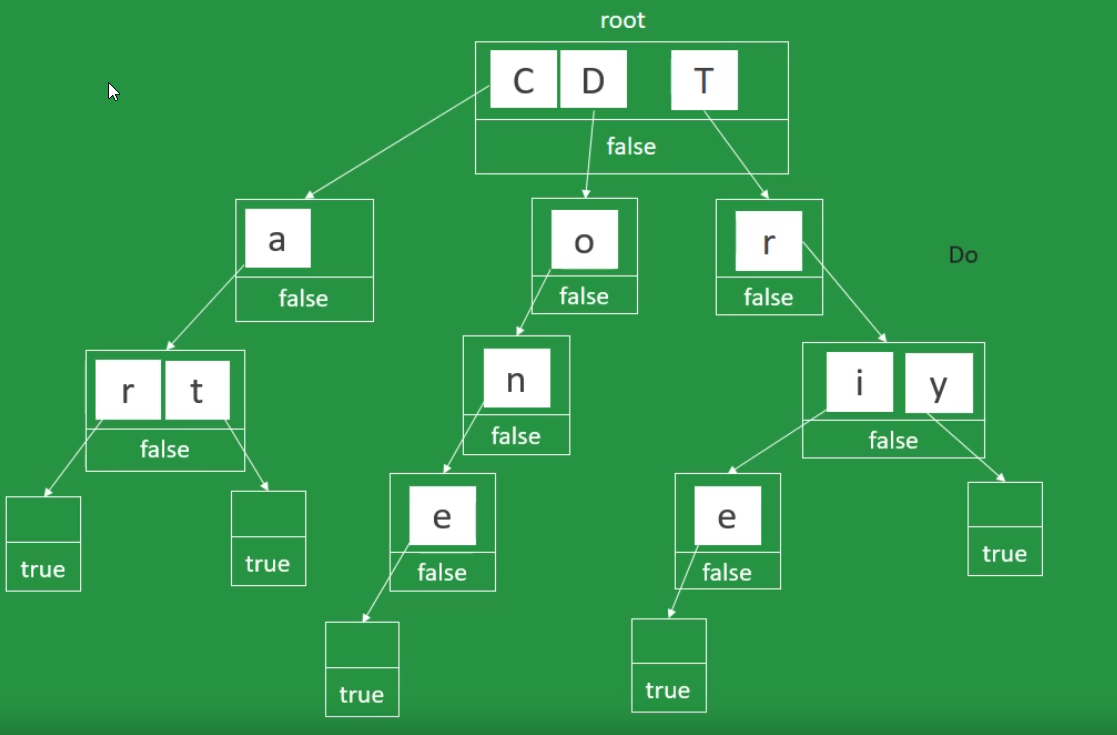 root
C D T
false
a
o
r
Do
false
false
false
r t
n
i y
false
false
false
e
e
true
true
false
false
true
true
true